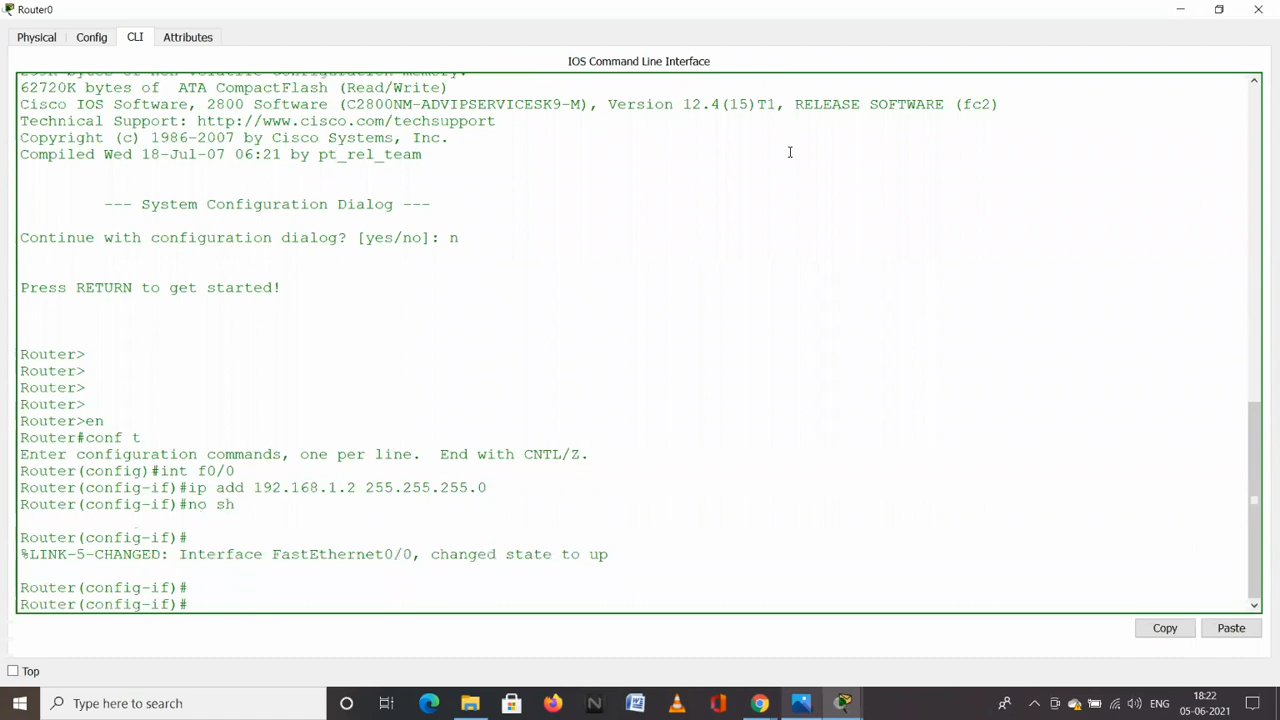 Router0
Physical Config CLI Attributes
IOS Command Line Interface
62720K bytes of  ATA CompactFlash (Read/Write)
Cisco IOS Software, 2800 Software (C2800NM-ADVIPSERVICESK9-M), Version 12.4(15)T1, RELEASE SOFTWARE (fc2)
Technical Support: http://www.cisco.com/techsupport
Copyright (c) 1986-2007 by Cisco Systems, Inc.
Compiled Wed 18-Jul-07 06:21 by pt_rel_team
--- System Configuration Dialog ---
Continue with configuration dialog? [yes/no]: n
Press RETURN to get started!
Router>
Router>
Router>
Router>
Router>en
Router#conf t
Enter configuration commands, one per line.  End with CNTL/Z.
Router(config)#int f0/0
Router(config-if)#ip add 192.168.1.2 255.255.255.0
Router(config-if)#no sh
Router(config-if)#
%LINK-5-CHANGED: Interface FastEthernet0/0, changed state to up
Router(config-if)#
Router(config-if)#
Copy Paste
Top
Type here to search
ENG
18:22
05-06-2021